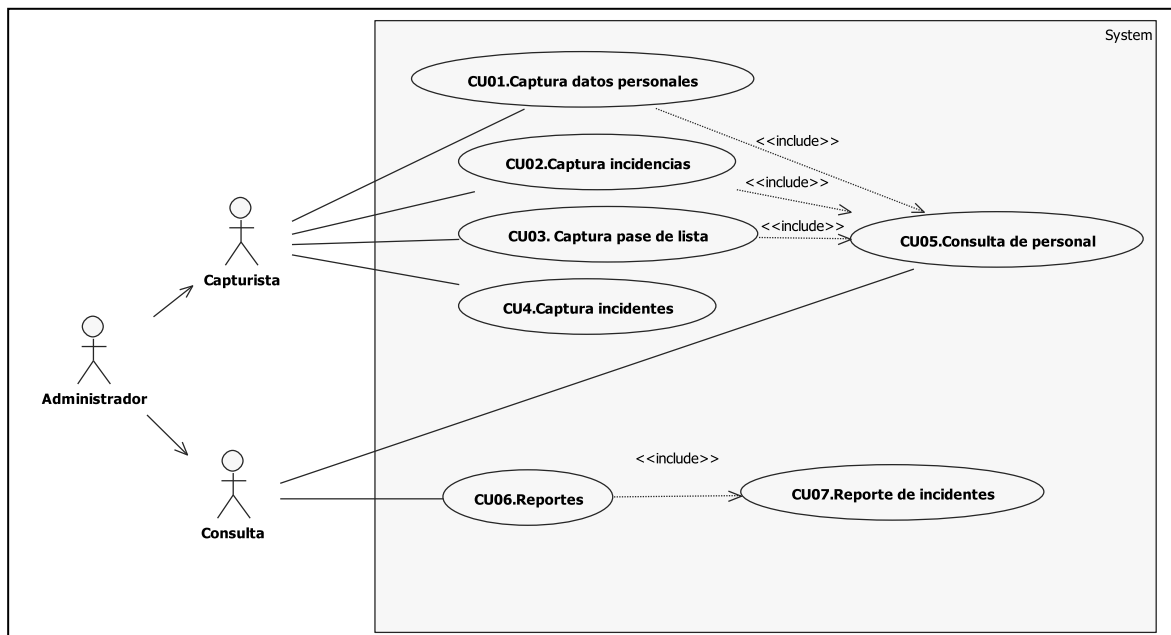 System
CU01.Captura datos personales
<<include>>
CU02.Captura incidencias
<<include>>
CU03. Captura pase de lista
<<include>>
CU05.Consulta de personal
Capturista
CU4.Captura incidentes
Administrador
<<include>>
CU06.Reportes
CU07.Reporte de incidentes
Consulta